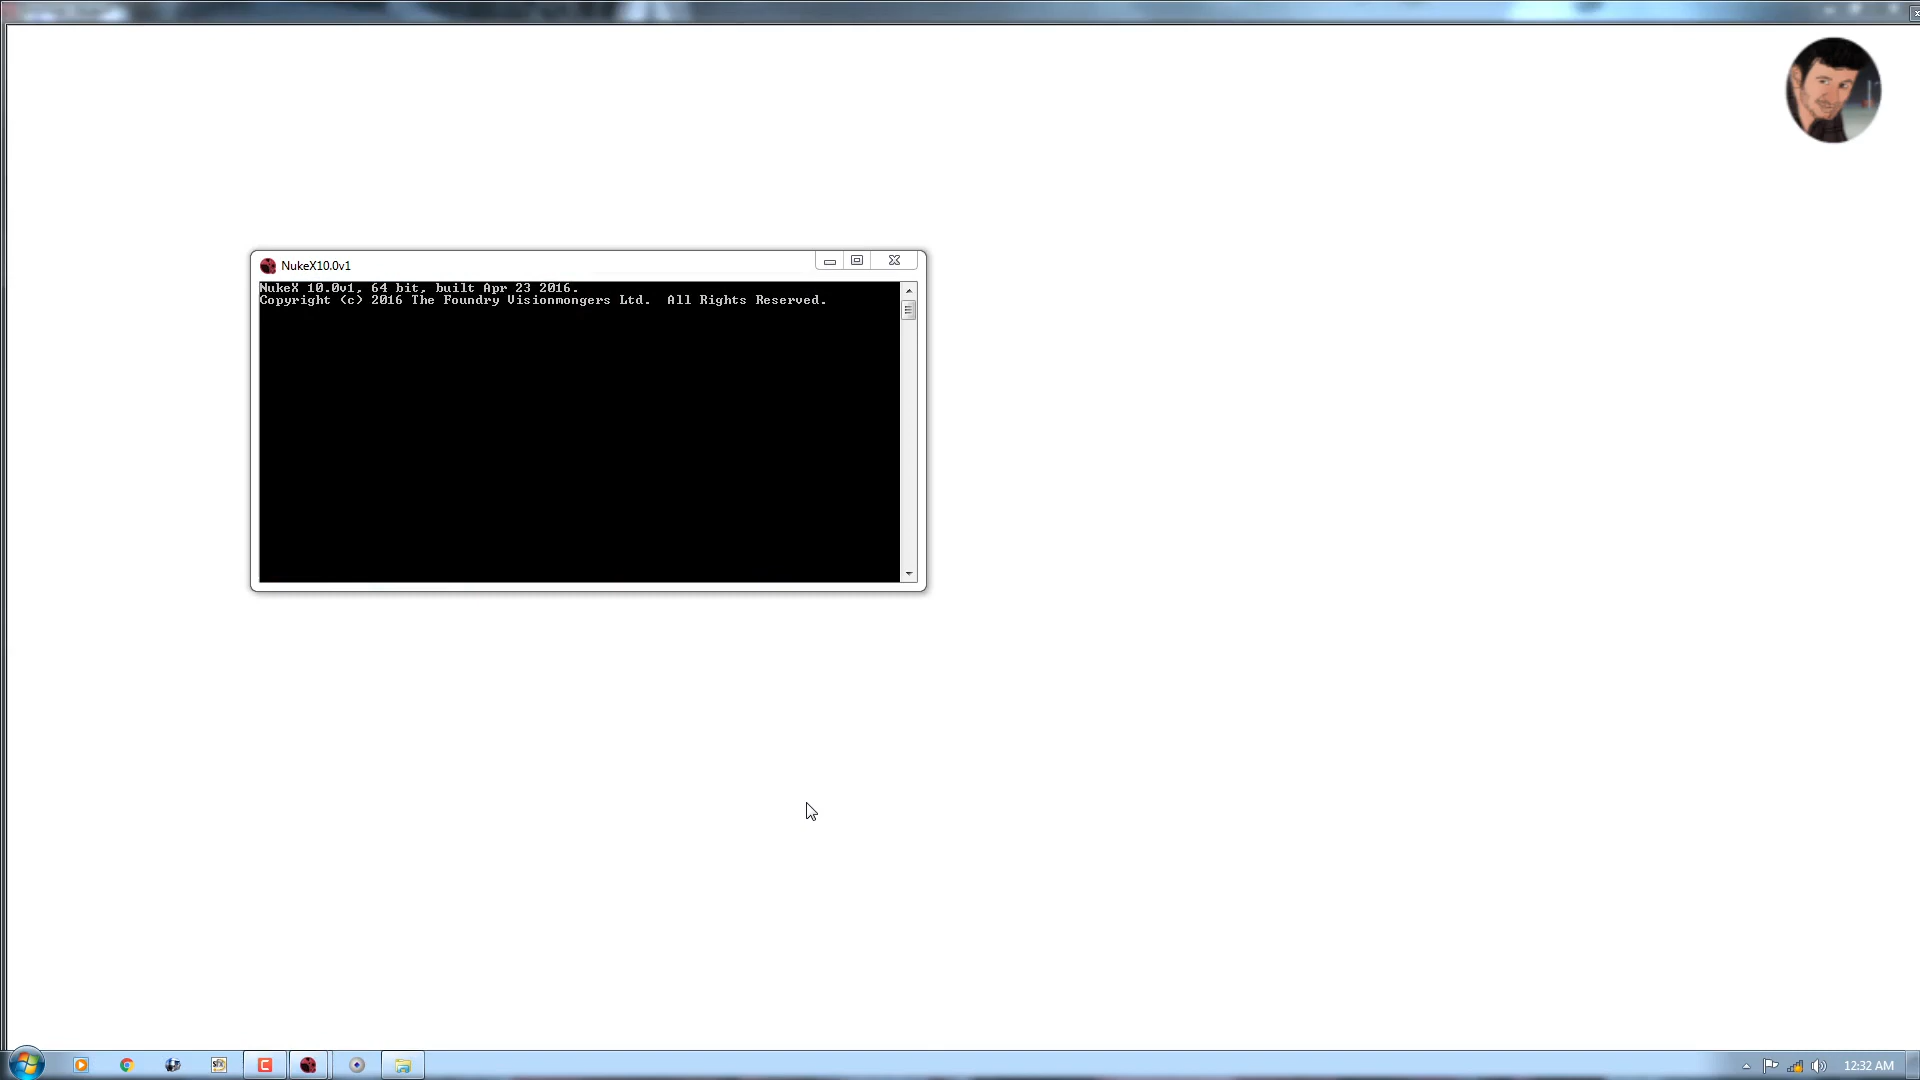 NukeX10.0v1
NukeX 10.0v1, 64 bit, built Apr 23 2016.
Copyright (c) 2016 The Foundry Visionmongers Ltd.  All Rights Reserved.
12:32 AM